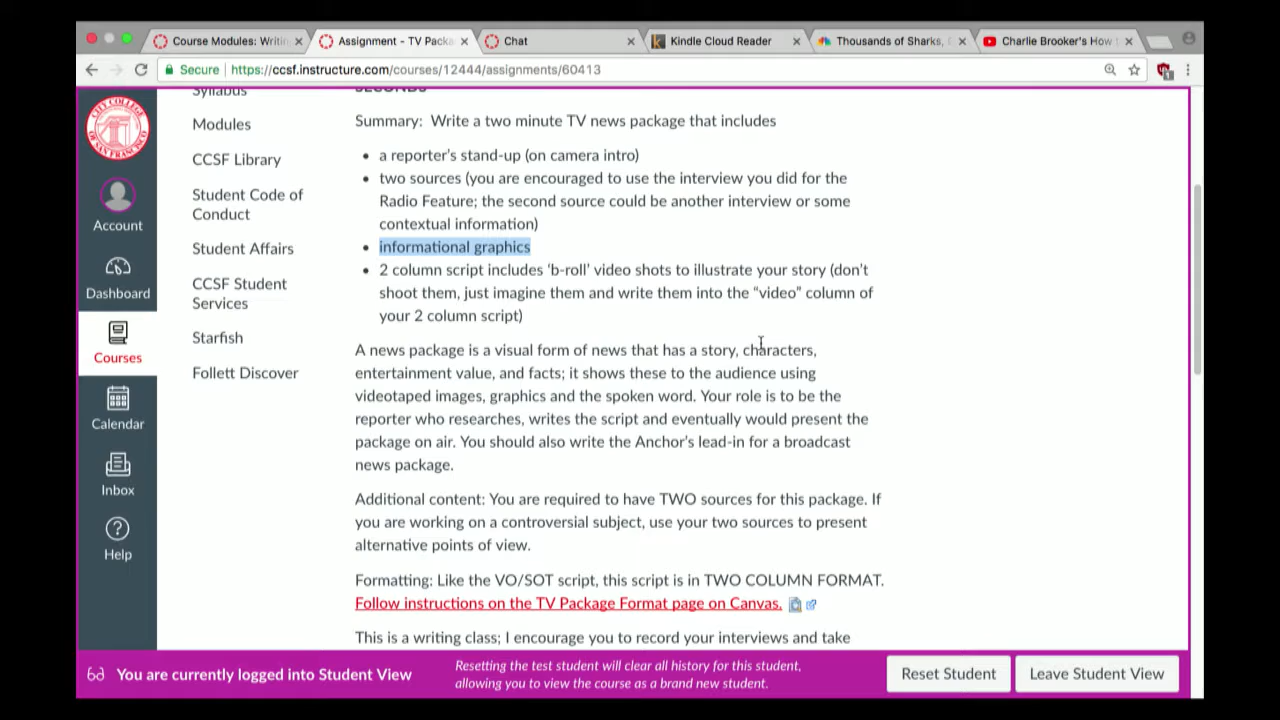 Course Modules: Writin
Assignment - TV Packa
Chat
Kindle Cloud Reader
Thousands of Sharks,
Charlie Brooker's How
Secure
https://ccsf.instructure.com/courses/12444/assignments/60413
CITY COLLEGE
OF SAN FRANCISCO
Account
Dashboard
Courses
Calendar
Inbox
Help
Syllabus
Modules
CCSF Library
Student Code of
Conduct
Student Affairs
CCSF Student
Services
Starfish
Follett Discover
SECONDS
Summary: Write a two minute TV news package that includes
• a reporter's stand-up (on camera intro)
• two sources (you are encouraged to use the interview you did for the
Radio Feature; the second source could be another interview or some
contextual information)
• informational graphics
• 2 column script includes 'b-roll' video shots to illustrate your story (don't
shoot them, just imagine them and write them into the "video" column of
your 2 column script)
A news package is a visual form of news that has a story, characters,
entertainment value, and facts; it shows these to the audience using
videotaped images, graphics and the spoken word. Your role is to be the
reporter who researches, writes the script and eventually would present the
package on air. You should also write the Anchor's lead-in for a broadcast
news package.
Additional content: You are required to have TWO sources for this package. If
you are working on a controversial subject, use your two sources to present
alternative points of view.
Formatting: Like the VO/SOT script, this script is in TWO COLUMN FORMAT.
Follow instructions on the TV Package Format page on Canvas.
This is a writing class; I encourage you to record your interviews and take
You are currently logged into Student View
Resetting the test student will clear all history for this student,
allowing you to view the course as a brand new student.
Reset Student
Leave Student View